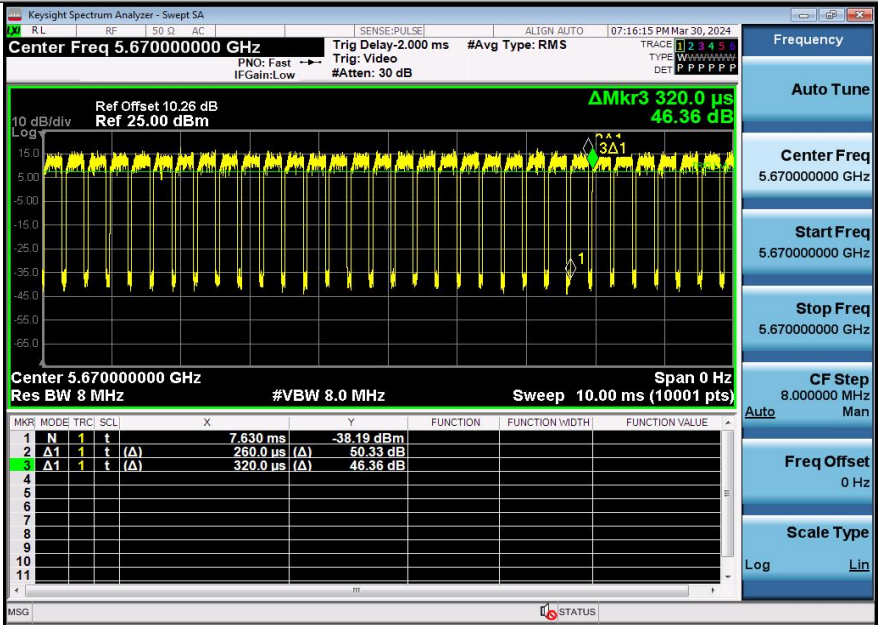 Keysight Spectrum Analyzer - Swept SA
LXI RL RF 50 Ω AC SENSE:PULSE ALIGN AUTO 07:16:15 PM Mar 30, 2024
Center Freq 5.670000000 GHz
PNO: Fast
IFGain:Low
Trig Delay-2.000 ms
Trig: Video
#Atten: 30 dB
#Avg Type: RMS
TRACE 1 2 3 4 5 6
TYPE WWWWWW
DET P P P P P P
Frequency
Auto Tune
Center Freq
5.670000000 GHz
Start Freq
5.670000000 GHz
Stop Freq
5.670000000 GHz
CF Step
8.000000 MHz
Auto Man
Freq Offset
0 Hz
Scale Type
Log Lin
ΔMkr3 320.0 µs
46.36 dB
Ref Offset 10.26 dB
10 dB/div Ref 25.00 dBm
Log
15.0
5.00
-5.00
-15.0
-25.0
-35.0
-45.0
-55.0
-65.0
3Δ1
1
Center 5.670000000 GHz Span 0 Hz
Res BW 8 MHz #VBW 8.0 MHz Sweep 10.00 ms (10001 pts)
MKR MODE TRC SCL X Y FUNCTION FUNCTION WIDTH FUNCTION VALUE
1 N 1 t 7.630 ms -38.19 dBm
2 Δ1 1 t (Δ) 260.0 µs (Δ) 50.33 dB
3 Δ1 1 t (Δ) 320.0 µs (Δ) 46.36 dB
4
5
6
7
8
9
10
11
MSG STATUS